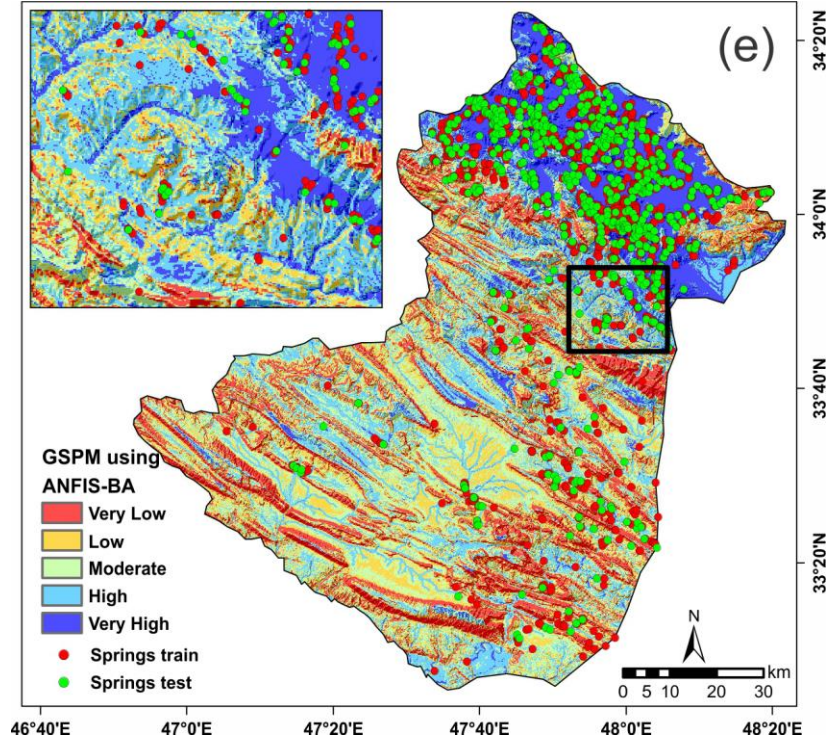 (e)
34°20'N
34°0'N
33°40'N
33°20'N
GSPM using
ANFIS-BA
Very Low
Low
Moderate
High
Very High
Springs train
Springs test
N
km
0 5 10 20 30
46°40'E 47°0'E 47°20'E 47°40'E 48°0'E 48°20'E